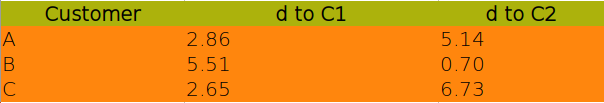 Customer d to C1 d to C2
A 2.86 5.14
B 5.51 0.70
C 2.65 6.73